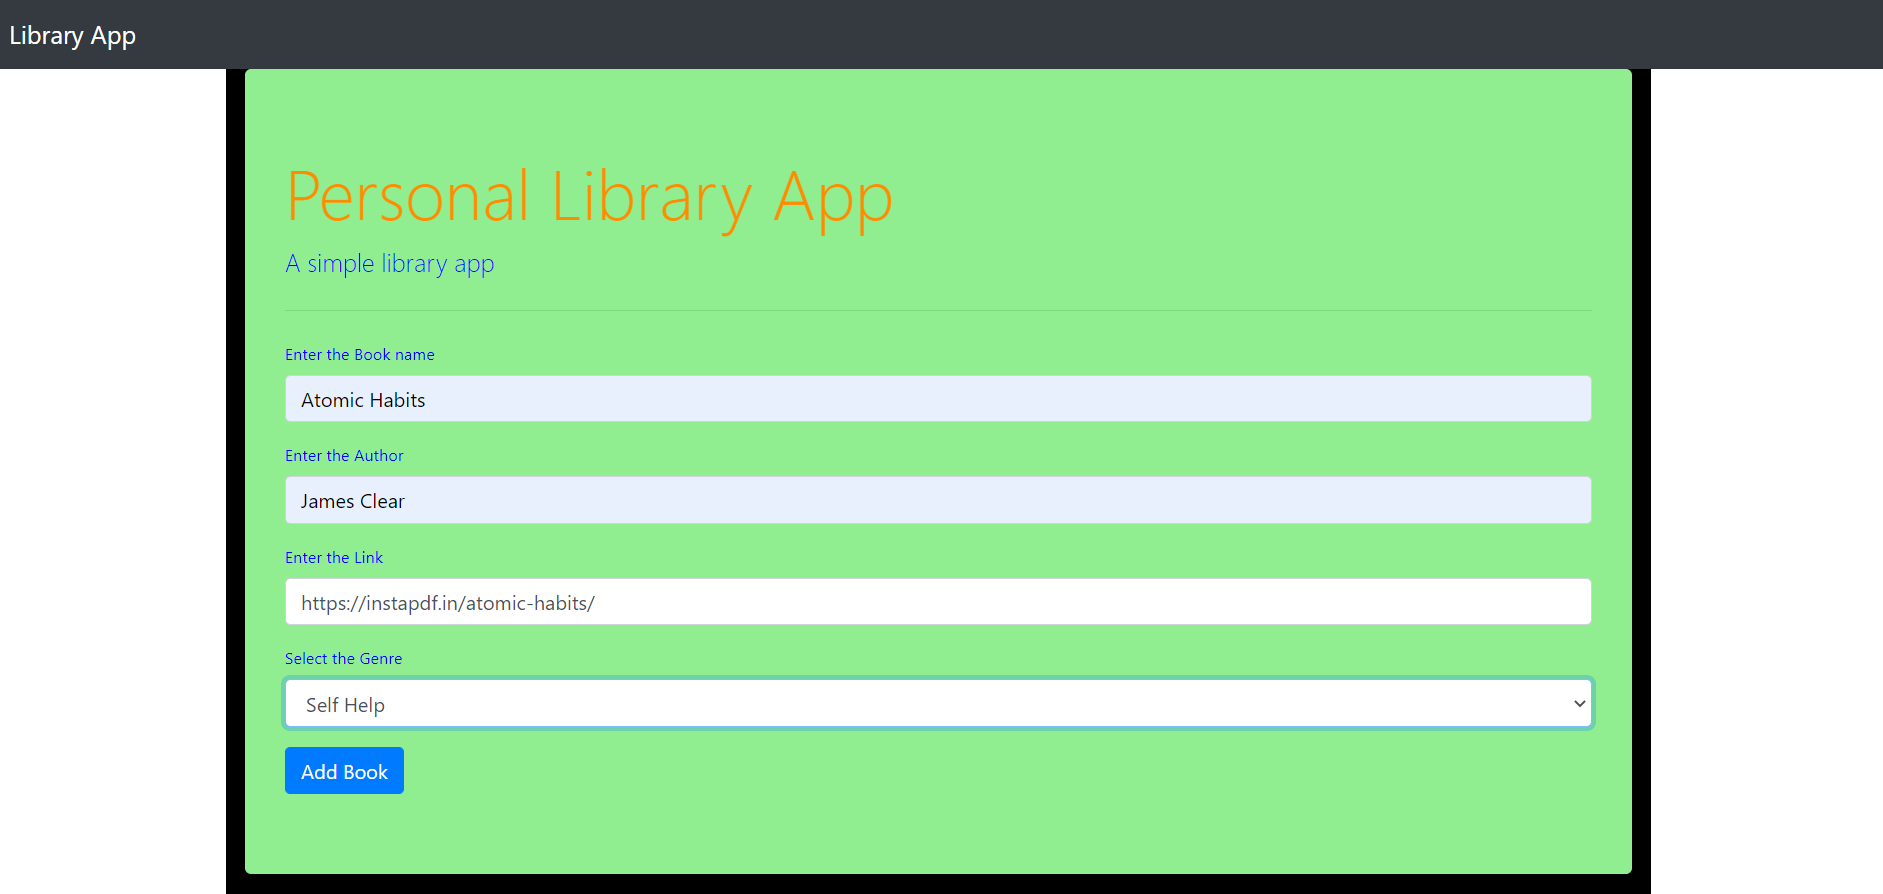 Library App
Personal Library App
A simple library app
Enter the Book name
Atomic Habits
Enter the Author
James Clear
Enter the Link
https://instapdf.in/atomic-habits/
Select the Genre
Self Help
Add Book